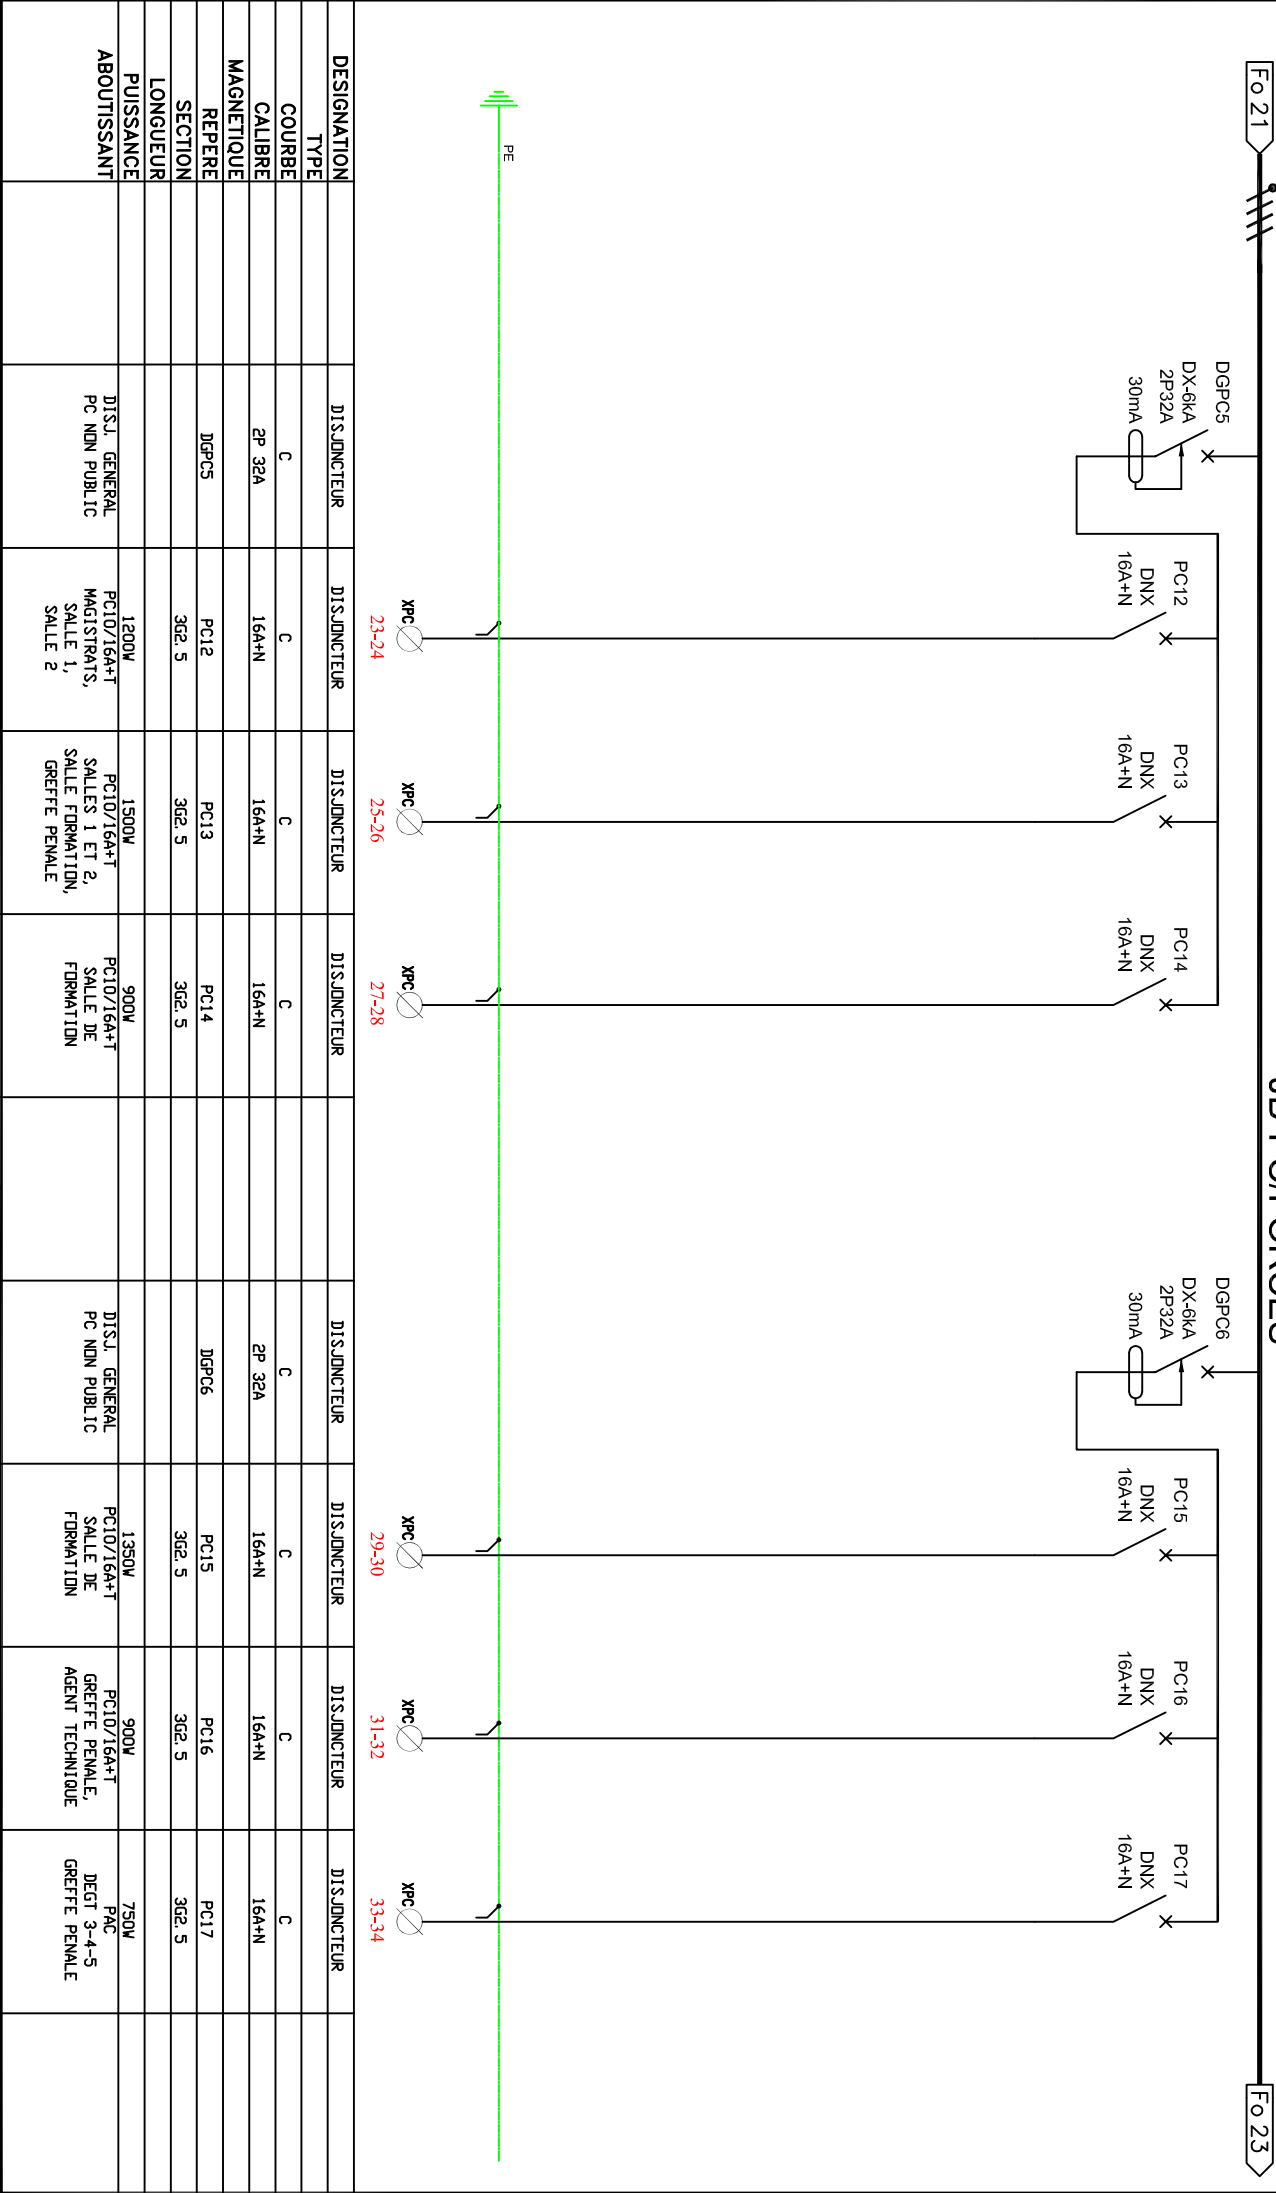 Fo 21
Fo 23
DGPC5
DX-6kA
2P32A
30mA
PC12
DNX
16A+N
PC13
DNX
16A+N
PC14
DNX
16A+N
DGPC6
DX-6kA
2P32A
30mA
PC15
DNX
16A+N
PC16
DNX
16A+N
PC17
DNX
16A+N
PE
XPC
23-24
XPC
25-26
XPC
27-28
XPC
29-30
XPC
31-32
XPC
33-34
DESIGNATION DISJONCTEUR DISJONCTEUR DISJONCTEUR DISJONCTEUR DISJONCTEUR DISJONCTEUR DISJONCTEUR DISJONCTEUR
TYPE
COURBE C C C C C C C C
CALIBRE 2P 32A 16A+N 16A+N 16A+N 2P 32A 16A+N 16A+N 16A+N
MAGNETIQUE
REPERE DGPC5 PC12 PC13 PC14 DGPC6 PC15 PC16 PC17
SECTION 3G2.5 3G2.5 3G2.5 3G2.5 3G2.5 3G2.5
LONGUEUR
PUISSANCE 1200W 1500W 900W 1350W 900W 750W
ABOUTISSANT
DISJ. GENERAL
PC NON PUBLIC
PC10/16A+T
MAGISTRATS,
SALLE 1,
SALLE 2
PC10/16A+T
SALLES 1 ET 2,
SALLE FORMATION,
GREFFE PENALE
PC10/16A+T
SALLE DE
FORMATION
DISJ. GENERAL
PC NON PUBLIC
PC10/16A+T
SALLE DE
FORMATION
PC10/16A+T
GREFFE PENALE,
AGENT TECHNIQUE
PAC
DEGT 3-4-5
GREFFE PENALE